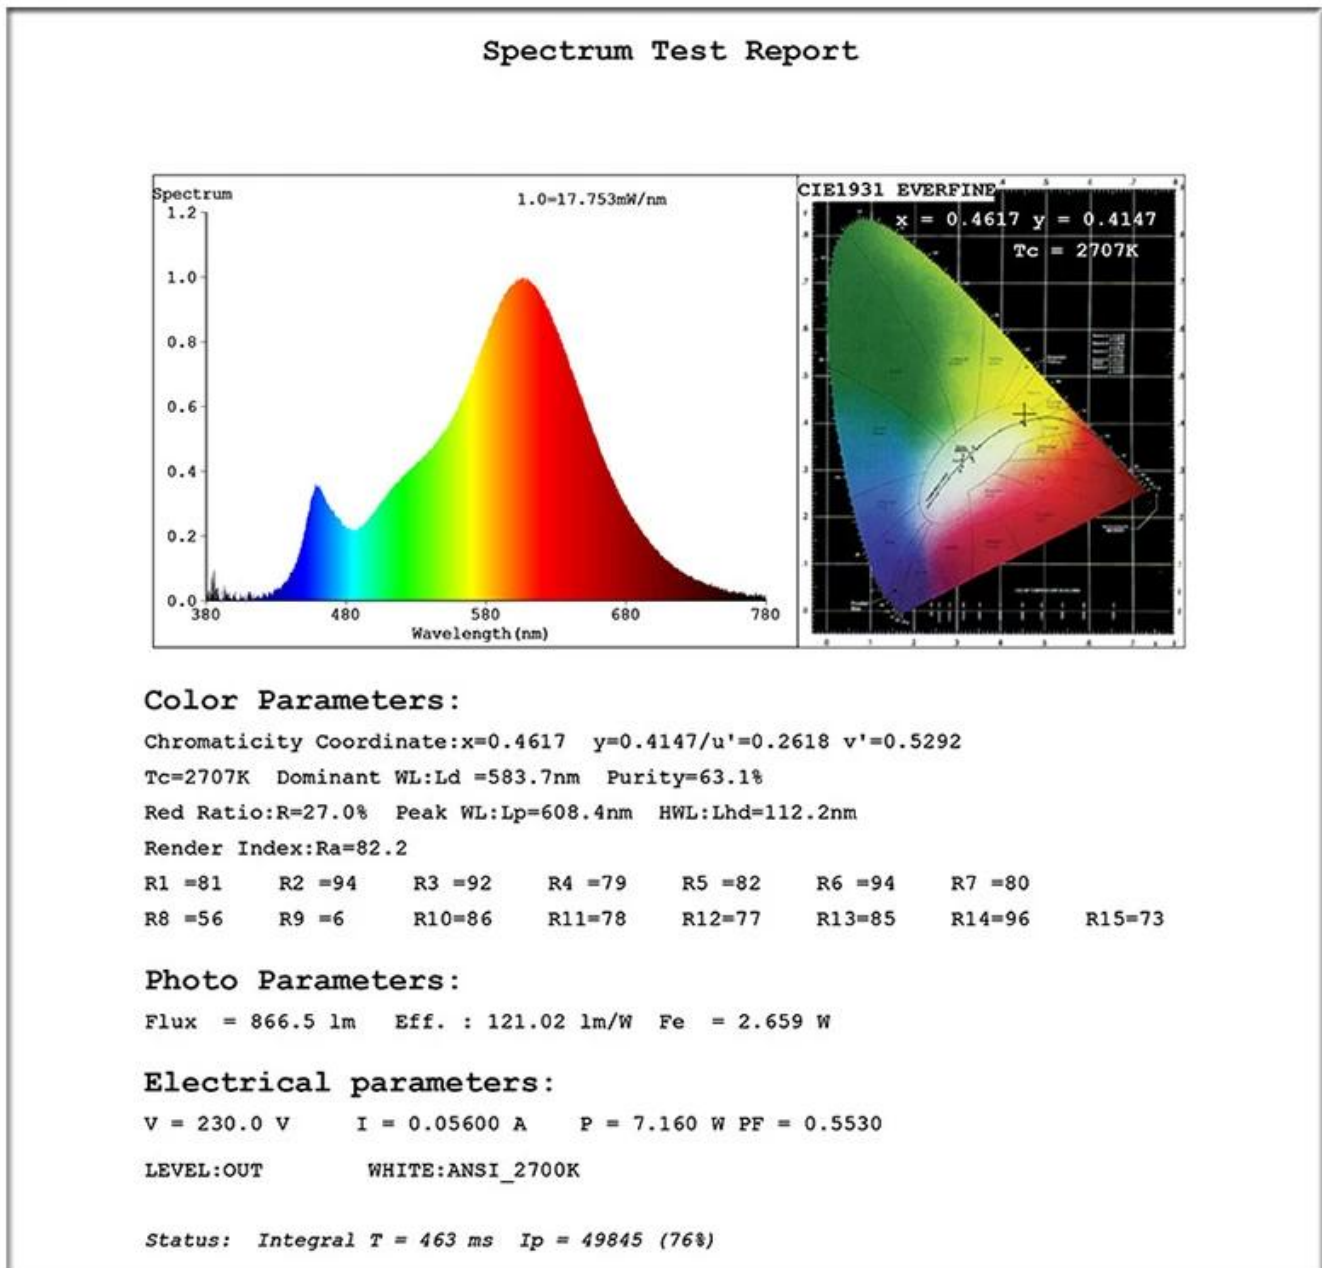 Spectrum Test Report
Spectrum
1.0=17.753mW/nm
1.2
1.0
0.8
0.6
0.4
0.2
0.0
380 480 580 680 780
Wavelength(nm)
CIE1931 EVERFINE
x = 0.4617 y = 0.4147
Tc = 2707K
Color Parameters:
Chromaticity Coordinate:x=0.4617 y=0.4147/u'=0.2618 v'=0.5292
Tc=2707K Dominant WL:Ld =583.7nm Purity=63.1%
Red Ratio:R=27.0% Peak WL:Lp=608.4nm HWL:Lhd=112.2nm
Render Index:Ra=82.2
R1 =81 R2 =94 R3 =92 R4 =79 R5 =82 R6 =94 R7 =80
R8 =56 R9 =6 R10=86 R11=78 R12=77 R13=85 R14=96 R15=73
Photo Parameters:
Flux = 866.5 lm Eff. : 121.02 lm/W Fe = 2.659 W
Electrical parameters:
V = 230.0 V I = 0.05600 A P = 7.160 W PF = 0.5530
LEVEL:OUT WHITE:ANSI_2700K
Status: Integral T = 463 ms Ip = 49845 (76%)